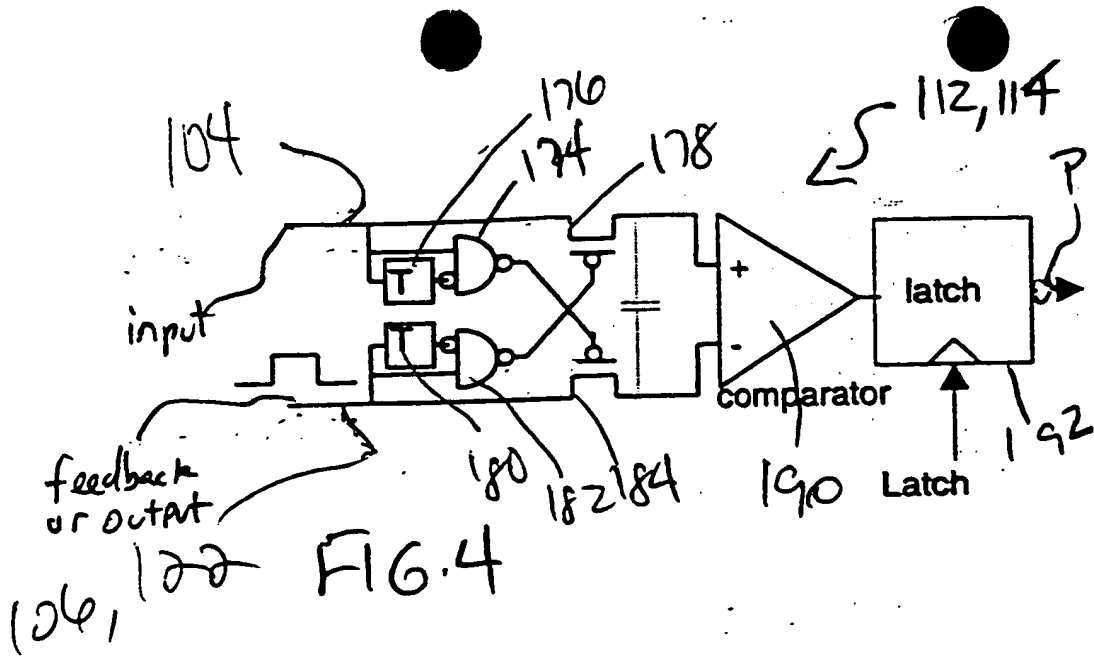 176
112, 114
104
174
178
P
T
+
latch
input
T
-
comparator
feedback
or output
180
182
184
190
Latch
192
106, 122
FIG.4